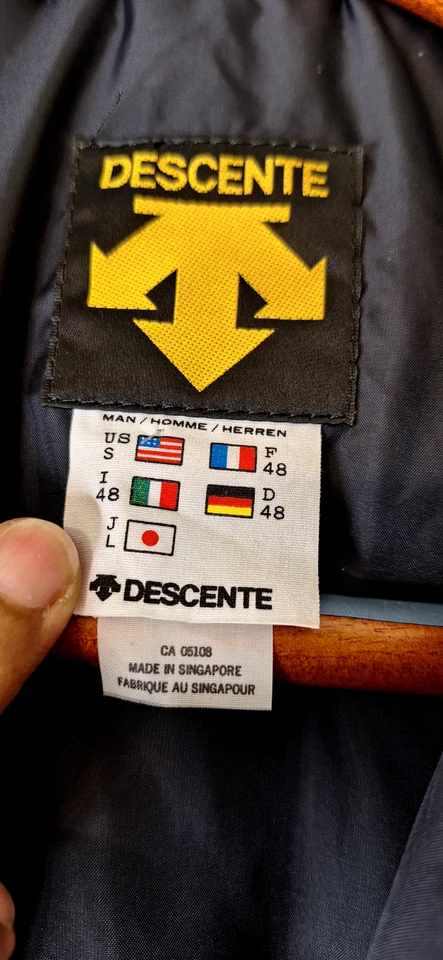 DESCENTE
MAN / HOMME / HERREN
US F
S 48
I D
48 48
J
L
DESCENTE
CA 05108
MADE IN SINGAPORE
FABRIQUE AU SINGAPOUR